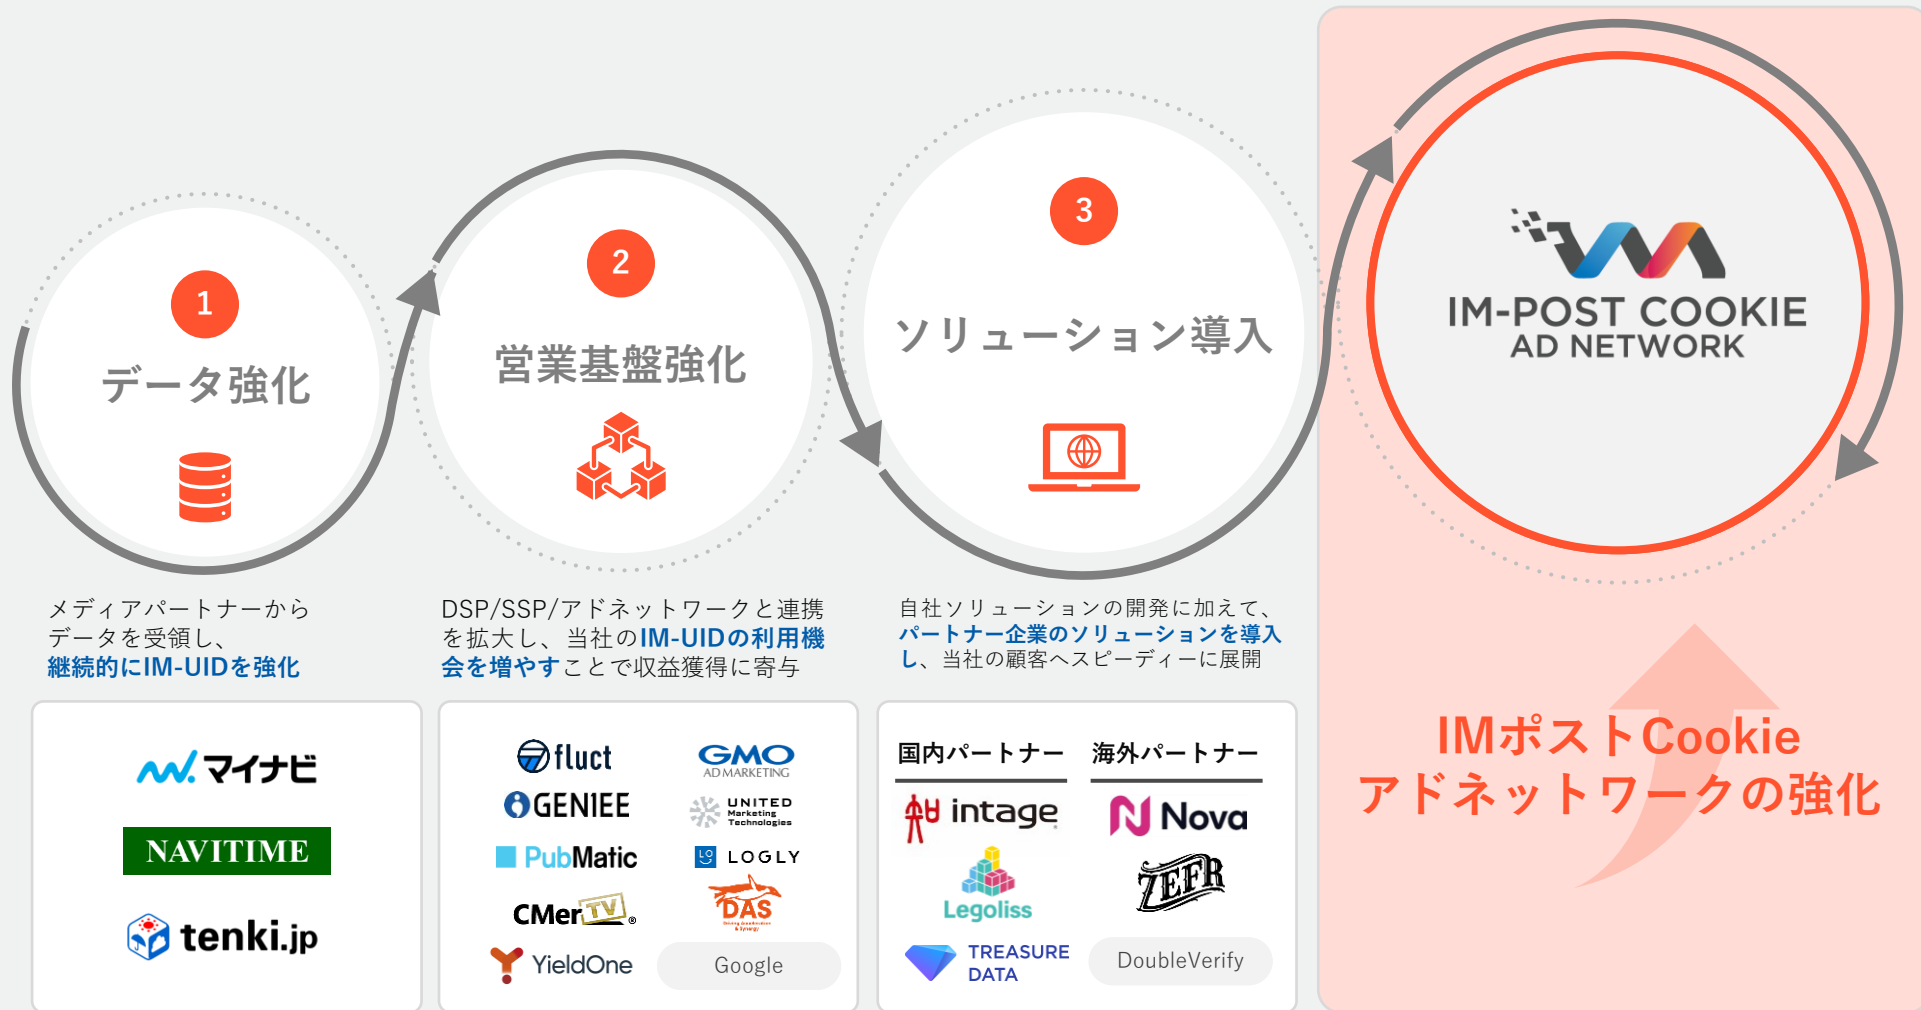 1
データ強化
メディアパートナーから
データを受領し、
継続的にIM-UIDを強化
マイナビ
NAVITIME
tenki.jp
2
営業基盤強化
DSP/SSP/アドネットワークと連携
を拡大し、当社のIM-UIDの利用機
会を増やすことで収益獲得に寄与
fluct
GMO
AD MARKETING
GENIEE
UNITED
Marketing
Technologies
PubMatic
LOGLY
CMerTV
DAS
YieldOne
Google
3
ソリューション導入
自社ソリューションの開発に加えて、
パートナー企業のソリューションを導入
し、当社の顧客へスピーディーに展開
国内パートナー
intage
Legoliss
TREASURE
DATA
海外パートナー
Nova
ZEFR
DoubleVerify
IM-POST COOKIE
AD NETWORK
IMポストCookie
アドネットワークの強化